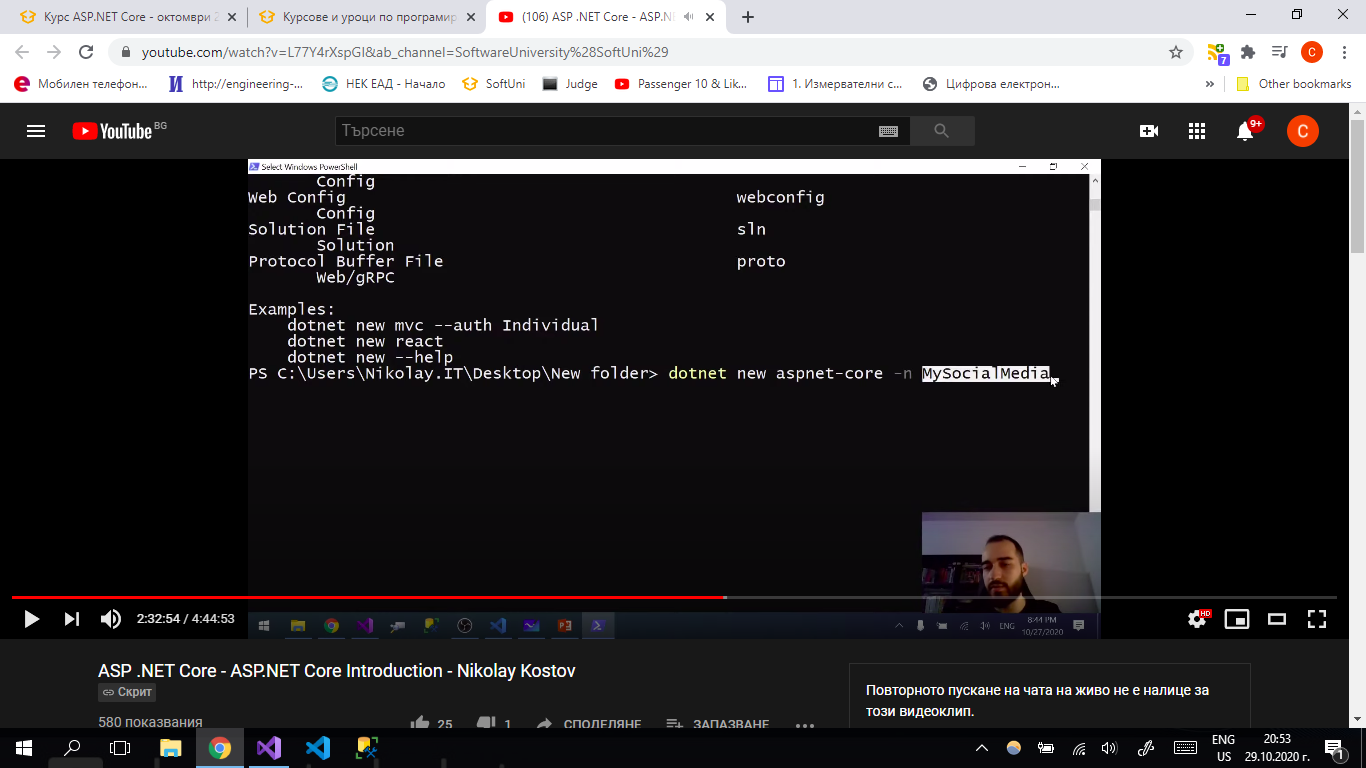 Курс ASP.NET Core - октомври 2
Курсове и уроци по програмир
(106) ASP .NET Core - ASP.NE
youtube.com/watch?v=L77Y4rXspGI&ab_channel=SoftwareUniversity%28SoftUni%29
7
C
Мобилен телефон...
http://engineering-...
НЕК ЕАД - Начало
SoftUni
Judge
Passenger 10 & Lik...
1. Измервателни с...
Цифрова електрон...
»
Other bookmarks
YouTube BG
Търсене
9+
C
Select Windows PowerShell
Config
Web Config webconfig
Config
Solution File sln
Solution
Protocol Buffer File proto
Web/gRPC
Examples:
dotnet new mvc --auth Individual
dotnet new react
dotnet new --help
PS C:\Users\Nikolay.IT\Desktop\New folder> dotnet new aspnet-core -n MySocialMedia
ENG
8:44 PM
10/27/2020
2:32:54 / 4:44:53
HD
ASP .NET Core - ASP.NET Core Introduction - Nikolay Kostov
Скрит
580 показвания
25
1
СПОДЕЛЯНЕ
ЗАПАЗВАНЕ
Повторното пускане на чата на живо не е налице за
този видеоклип.
ENG
US
20:53
29.10.2020 г.
1